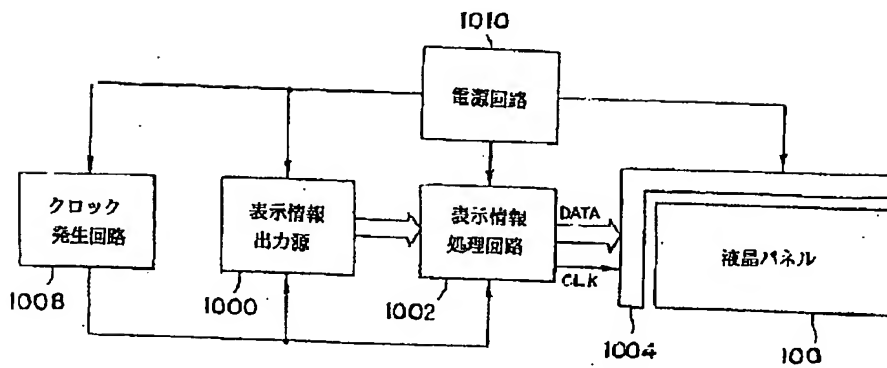 1010
電源回路
クロック
発生回路
表示情報
出力源
表示情報
処理回路
DATA
CLK
液晶パネル
1008
1000
1002
1004
100